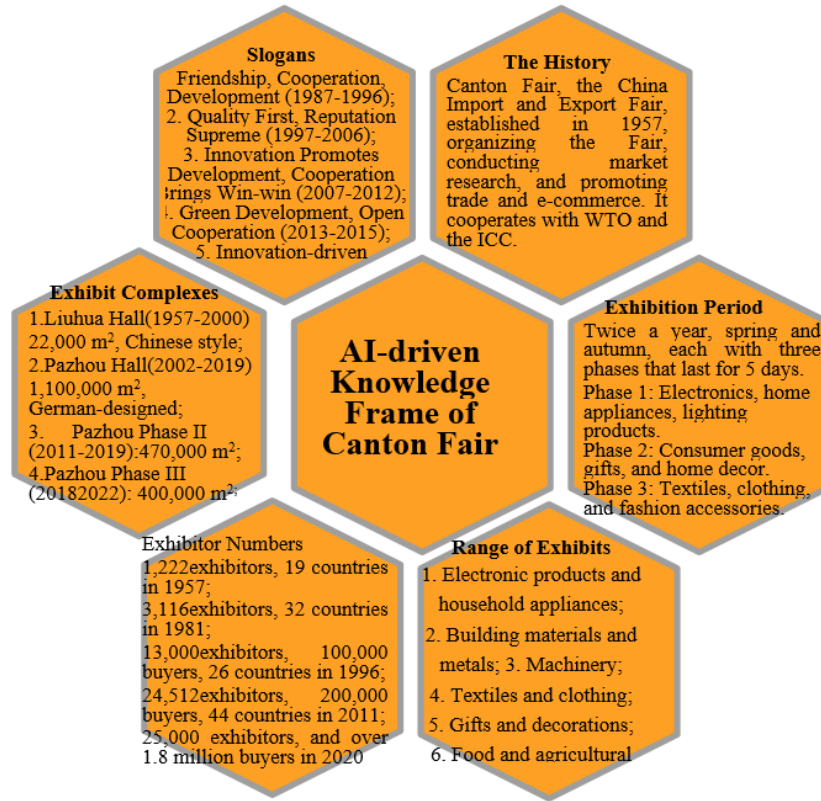 Slogans
Friendship, Cooperation,
Development (1987-1996);
2. Quality First, Reputation
Supreme (1997-2006);
3. Innovation Promotes
Development, Cooperation
Brings Win-win (2007-2012);
4. Green Development, Open
Cooperation (2013-2015);
5. Innovation-driven
The History
Canton Fair, the China
Import and Export Fair,
established in 1957,
organizing the Fair,
conducting market
research, and promoting
trade and e-commerce. It
cooperates with WTO and
the ICC.
Exhibit Complexes
1.Liuhua Hall(1957-2000)
22,000 m², Chinese style;
2.Pazhou Hall(2002-2019)
1,100,000 m²,
German-designed;
3. Pazhou Phase II
(2011-2019):470,000 m²;
4.Pazhou Phase III
(20182022): 400,000 m²;
AI-driven
Knowledge
Frame of
Canton Fair
Exhibition Period
Twice a year, spring and
autumn, each with three
phases that last for 5 days.
Phase 1: Electronics, home
appliances, lighting
products.
Phase 2: Consumer goods,
gifts, and home decor.
Phase 3: Textiles, clothing,
and fashion accessories.
Exhibitor Numbers
1,222exhibitors, 19 countries
in 1957;
3,116exhibitors, 32 countries
in 1981;
13,000exhibitors, 100,000
buyers, 26 countries in 1996;
24,512exhibitors, 200,000
buyers, 44 countries in 2011;
25,000 exhibitors, and over
1.8 million buyers in 2020
Range of Exhibits
1. Electronic products and
household appliances;
2. Building materials and
metals; 3. Machinery;
4. Textiles and clothing;
5. Gifts and decorations;
6. Food and agricultural